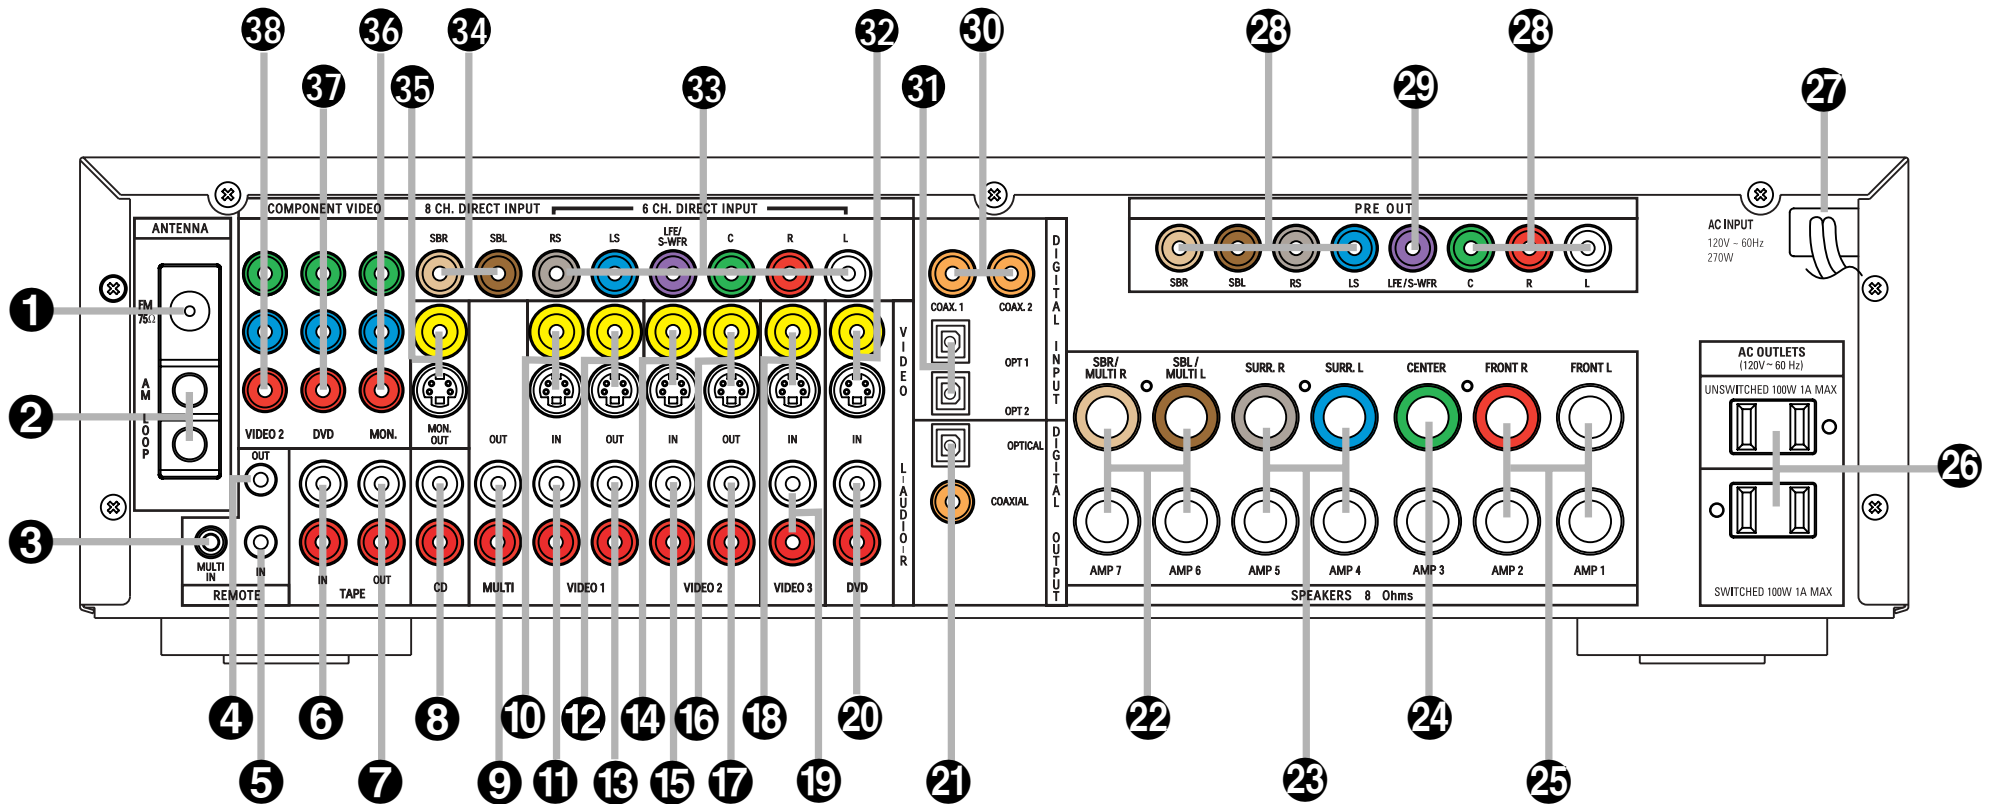 38
36
34
32
30
28
28
37
35
33
31
29
27
COMPONENT VIDEO
8 CH. DIRECT INPUT
6 CH. DIRECT INPUT
PRE OUT
ANTENNA
SBR
SBL
RS
LS
LFE/
S-WFR
C
R
L
AC INPUT
120V ~ 60Hz
270W
SBR
SBL
RS
LS
LFE/S-WFR
C
R
L
1
FM
75Ω
COAX. 1
COAX. 2
DIGITAL INPUT
VIDEO
OPT 1
OPT 2
AM LOOP
2
SBR/
MULTI R
SBL/
MULTI L
SURR. R
SURR. L
CENTER
FRONT R
FRONT L
AC OUTLETS
(120V~ 60 Hz)
UNSWITCHED 100W 1A MAX
26
VIDEO 2
DVD
MON.
MON.
OUT
OUT
IN
OUT
IN
OUT
IN
IN
OPTICAL
COAXIAL
DIGITAL OUTPUT
L-AUDIO-R
OUT
3
MULTI
IN
IN
REMOTE
IN
OUT
TAPE
CD
MULTI
VIDEO 1
VIDEO 2
VIDEO 3
DVD
AMP 7
AMP 6
AMP 5
AMP 4
AMP 3
AMP 2
AMP 1
SPEAKERS 8 Ohms
SWITCHED 100W 1A MAX
4
6
8
10
12
14
16
18
20
22
24
5
7
9
11
13
15
17
19
21
23
25